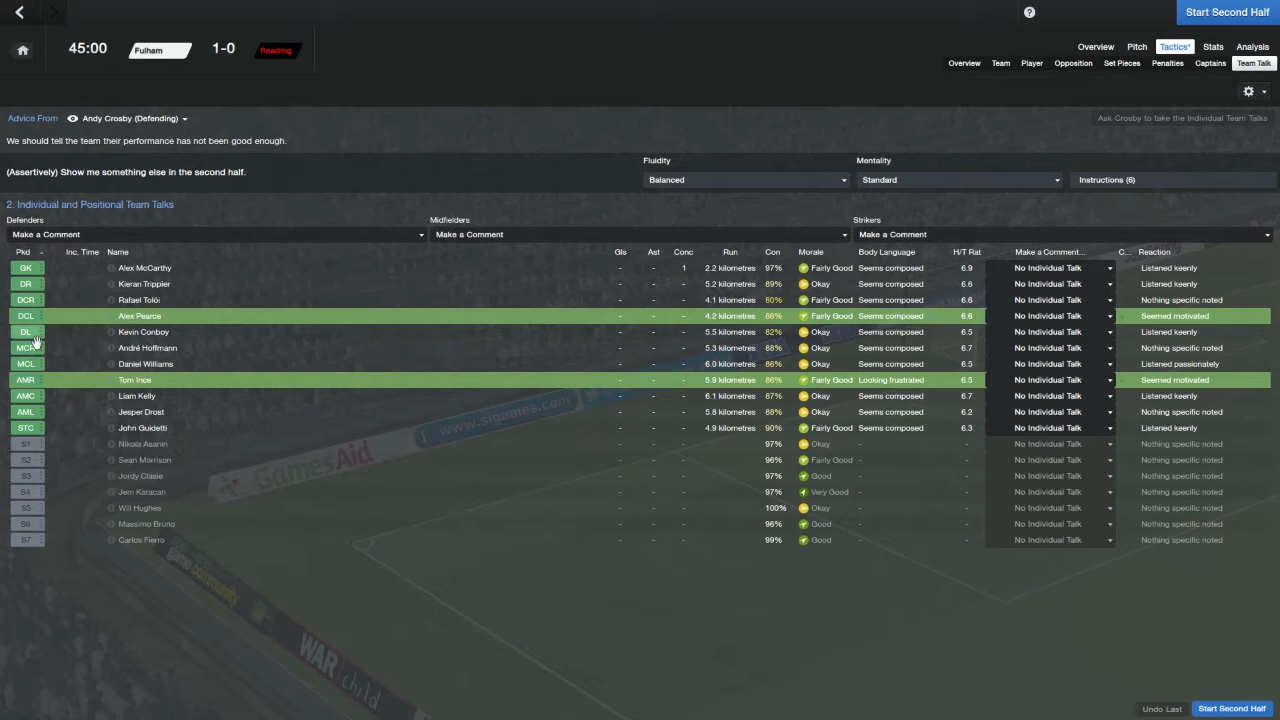 Start Second Half
45:00 Fulham 1-0 Reading
Overview Pitch Tactics* Stats Analysis
Overview Team Player Opposition Set Pieces Penalties Captains Team Talk
Advice From Andy Crosby (Defending) Ask Crosby to take the Individual Team Talks
We should tell the team their performance has not been good enough.
Fluidity Mentality
(Assertively) Show me something else in the second half.
Balanced Standard Instructions (6)
2. Individual and Positional Team Talks
Defenders Midfielders Strikers
Make a Comment Make a Comment Make a Comment
Pkd Inc. Time Name Gls Ast Conc Run Con Morale Body Language H/T Rat Make a Comment... C... Reaction
GK Alex McCarthy - - 1 2.2 kilometres 97% Fairly Good Seems composed 6.9 No Individual Talk Listened keenly
DR Kieran Trippier - - - 5.2 kilometres 89% Okay Seems composed 6.6 No Individual Talk Listened keenly
DCR Rafael Tolói - - - 4.1 kilometres 80% Fairly Good Seems composed 6.6 No Individual Talk Nothing specific noted
DCL Alex Pearce - - - 4.2 kilometres 86% Fairly Good Seems composed 6.6 No Individual Talk - Seemed motivated
DL Kevin Conboy - - - 5.5 kilometres 82% Okay Seems composed 6.5 No Individual Talk Listened keenly
MCR André Hoffmann - - - 5.3 kilometres 88% Okay Seems composed 6.7 No Individual Talk Nothing specific noted
MCL Daniel Williams - - - 6.0 kilometres 86% Okay Seems composed 6.5 No Individual Talk Listened passionately
AMR Tom Ince - - - 5.9 kilometres 86% Fairly Good Looking frustrated 6.5 No Individual Talk - Seemed motivated
AMC Liam Kelly - - - 6.1 kilometres 87% Okay Seems composed 6.7 No Individual Talk Listened keenly
AML Jesper Drost - - - 5.8 kilometres 88% Okay Seems composed 6.2 No Individual Talk Nothing specific noted
STC John Guidetti - - - 4.9 kilometres 90% Fairly Good Seems composed 6.3 No Individual Talk Listened keenly
S1 Nikola Asanin - - - 97% Okay - - No Individual Talk Nothing specific noted
S2 Sean Morrison - - - 96% Fairly Good - - No Individual Talk Nothing specific noted
S3 Jordy Clasie - - - 97% Good - - No Individual Talk Nothing specific noted
S4 Jem Karacan - - - 97% Very Good - - No Individual Talk Nothing specific noted
S5 Will Hughes - - - 100% Okay - - No Individual Talk Nothing specific noted
S6 Massimo Bruno - - - 96% Good - - No Individual Talk Nothing specific noted
S7 Carlos Fierro - - - 99% Good - - No Individual Talk Nothing specific noted
www.sigames.com
community
WAR child
Undo Last Start Second Half